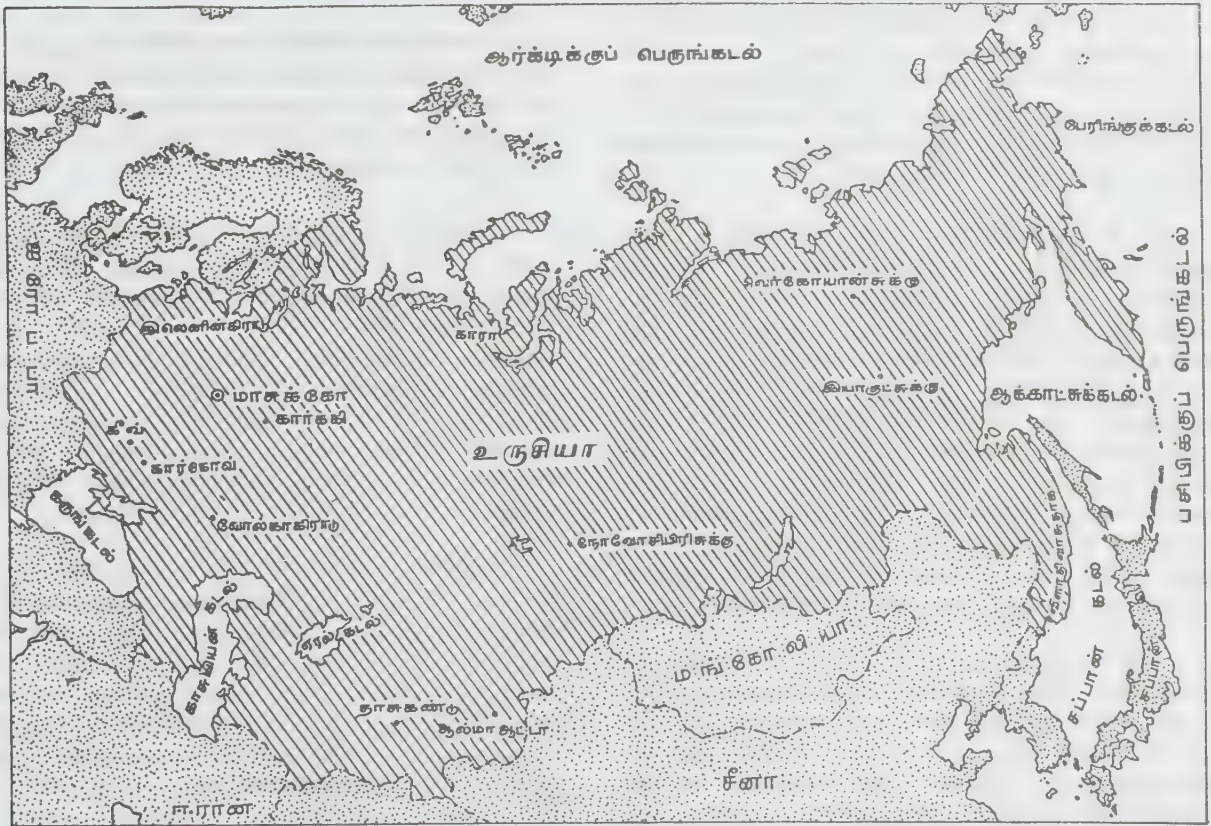 ஆர்க்டிக்குப் பெருங்கடல்
பேரிங்குக்கடல்
பசிபிக்குப் பெருங்கடல்
வெர்கோயான்சுக்கு
இலெனின்கிராடு
காரா
மாசுக்கோ
கார்க்கி
இயாகுட்சுக்கு
ஆக்காட்சுக்கடல்
கீவ்
உருசியா
கார்கோவ்
கருங்கடல்
வோல்காகிராடு
நோவோசிபிரிசுக்கு
காசுபியன் கடல்
ஏரல் கடல்
மங்கோலியா
சப்பான் கடல்
சப்பான்
தாசுகண்டு
ஆல்மா ஆட்டா
சீனா
ஈரான்